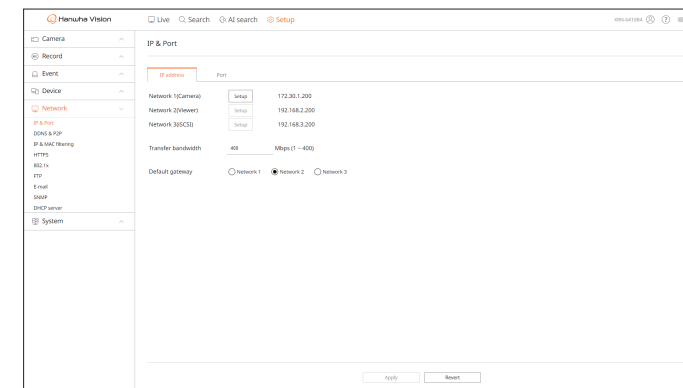 Hanwha Vision
Live Search AI search Setup
Camera
Record
Event
Device
Network
IP & Port
DDNS & P2P
IP & MAC filtering
HTTPS
802.1x
FTP
E-mail
SNMP
DHCP server
System
IP & Port
IP address Port
Network 1(Camera) Setup 172.30.1.200
Network 2(Viewer) Setup 192.168.2.200
Network 3(iSCSI) Setup 192.168.3.200
Transfer bandwidth 400 Mbps (1 ~ 400)
Default gateway Network 1 Network 2 Network 3
Apply Revert